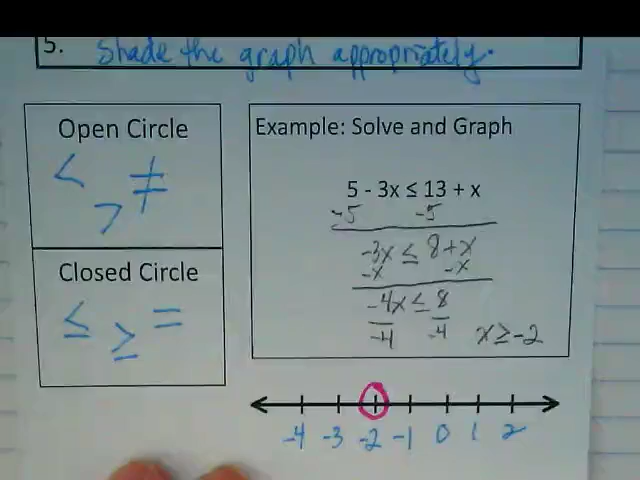 5. Shade the graph appropriately.
Open Circle
< > ≠
Closed Circle
≤ ≥ =
Example: Solve and Graph
5 - 3x ≤ 13 + x
-5 -5
-3x ≤ 8+x
-x -x
-4x ≤ 8
-4 -4 x ≥ -2
-4 -3 -2 -1 0 1 2